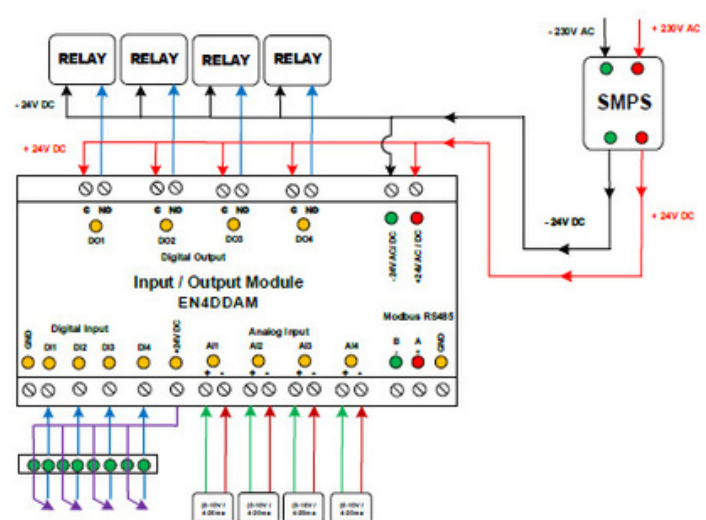 - 230V AC
+ 230V AC
RELAY
RELAY
RELAY
RELAY
SMPS
- 24V DC
+ 24V DC
- 24V DC
+ 24V DC
C NO
C NO
C NO
C NO
DO1
DO2
DO3
DO4
-24V AC/ DC
+24V AC / DC
Digital Output
Input / Output Module
EN4DDAM
Digital Input
Analog Input
Modbus RS485
GND
DI1
DI2
DI3
DI4
+24V DC
AI1
AI2
AI3
AI4
B
A
GND
-
+
+ -
+ -
+ -
+ -